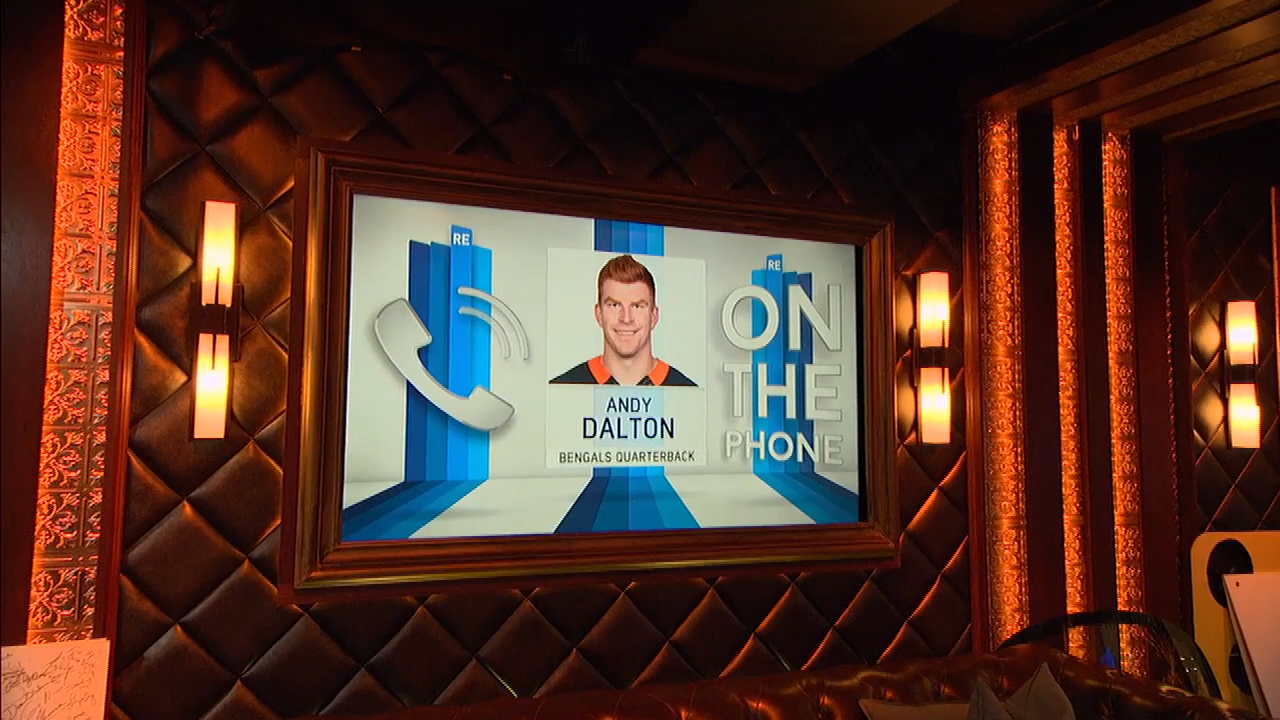 RE
RE
ANDY
DALTON
BENGALS QUARTERBACK
ON
THE
PHONE